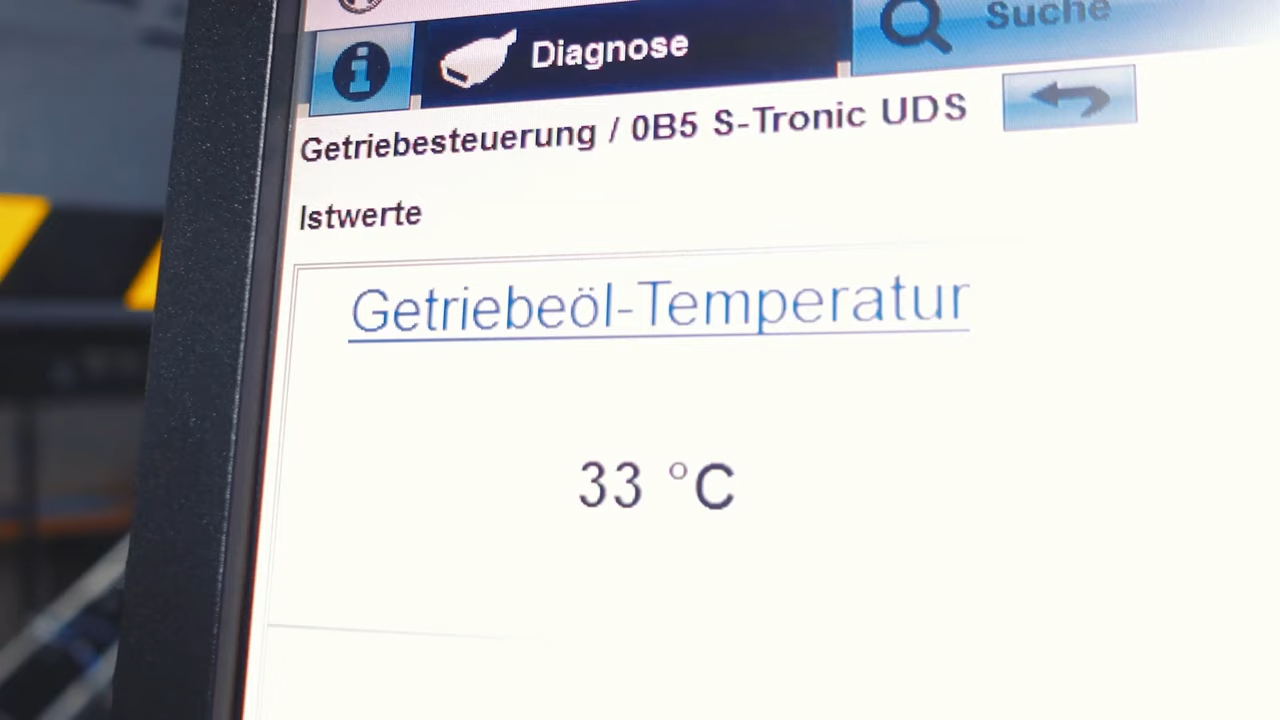 Diagnose
Suche
Getriebesteuerung / 0B5 S-Tronic UDS
Istwerte
Getriebeöl-Temperatur
33 °C